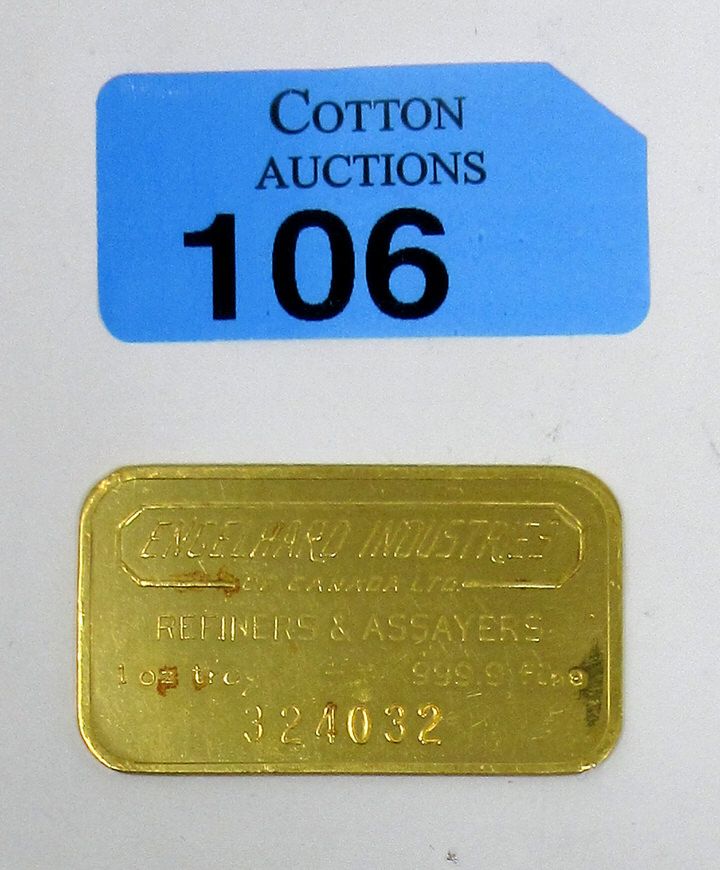 COTTON
AUCTIONS
106
ENGELHARD INDUSTRIES
OF CANADA LTD.
REFINERS & ASSAYERS
1 oz troy 999.9 fine
324032